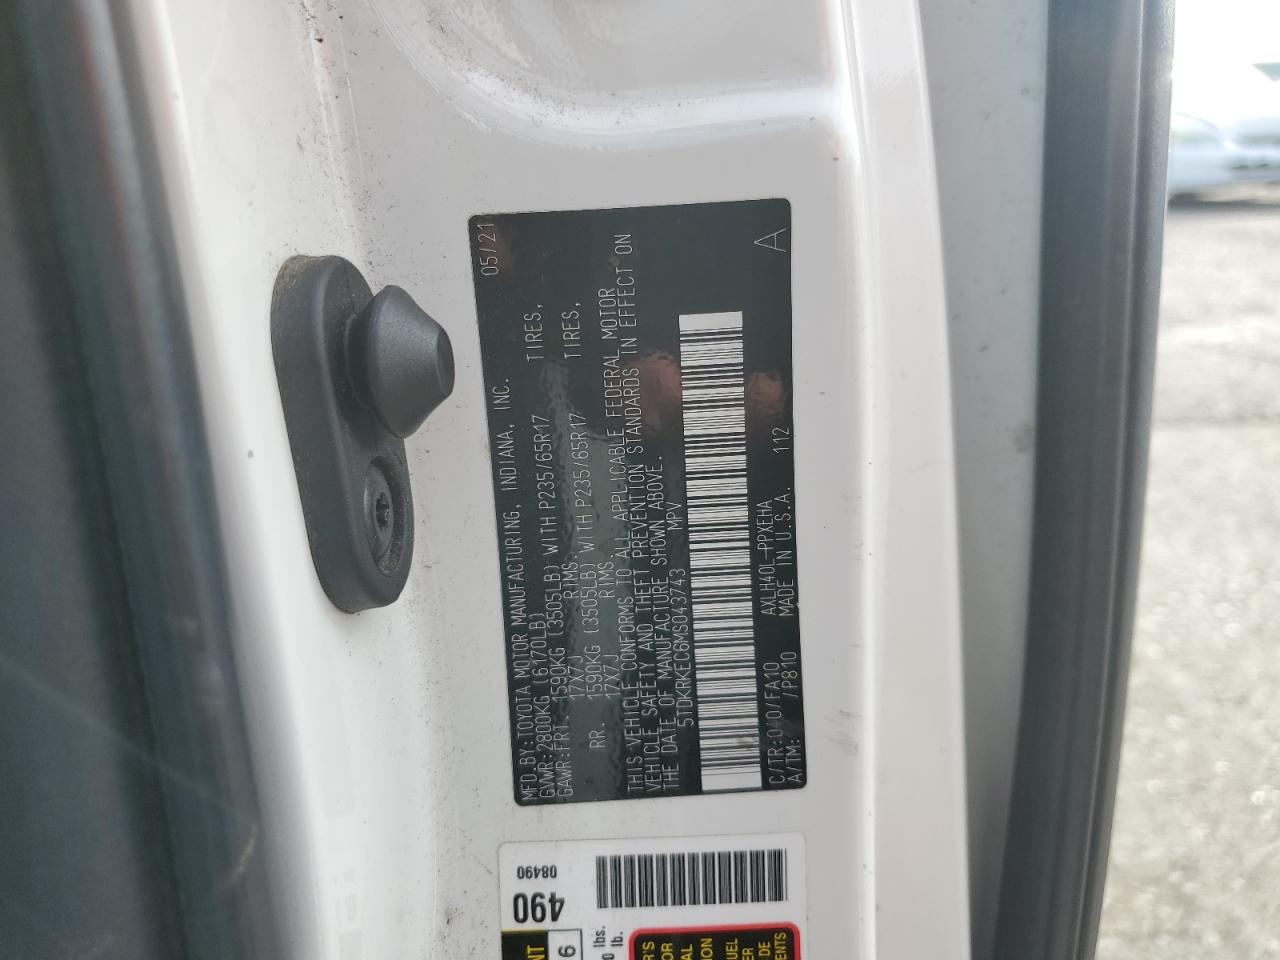 MFD.BY:TOYOTA MOTOR MANUFACTURING, INDIANA, INC. 05/21
GVWR:2800KG (6170LB)
GAWR:FRT. 1590KG (3505LB) WITH P235/65R17 TIRES,
17X7J RIMS.
RR. 1590KG (3505LB) WITH P235/65R17 TIRES,
17X7J RIMS.
THIS VEHICLE CONFORMS TO ALL APPLICABLE FEDERAL MOTOR
VEHICLE SAFETY AND THEFT PREVENTION STANDARDS IN EFFECT ON
THE DATE OF MANUFACTURE SHOWN ABOVE.
5TDKRKEC6MS043743 MPV
C/TR:040/FA10 AXLH40L-PPXEHA A
A/TM: /P810 MADE IN U.S.A. 112
08490
490
6
lbs.
lb.